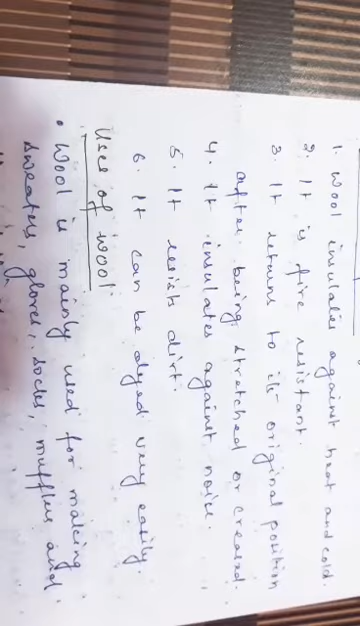 1. Wool insulates against heat and cold.
2. It is fire resistant.
3. It returns to its original position
after being stretched or creased.
4. It insulates against noise.
5. It resists dirt.
6. It can be dyed very easily.
Uses of wool
• Wool is mainly used for making
sweaters, gloves, socks, mufflers and